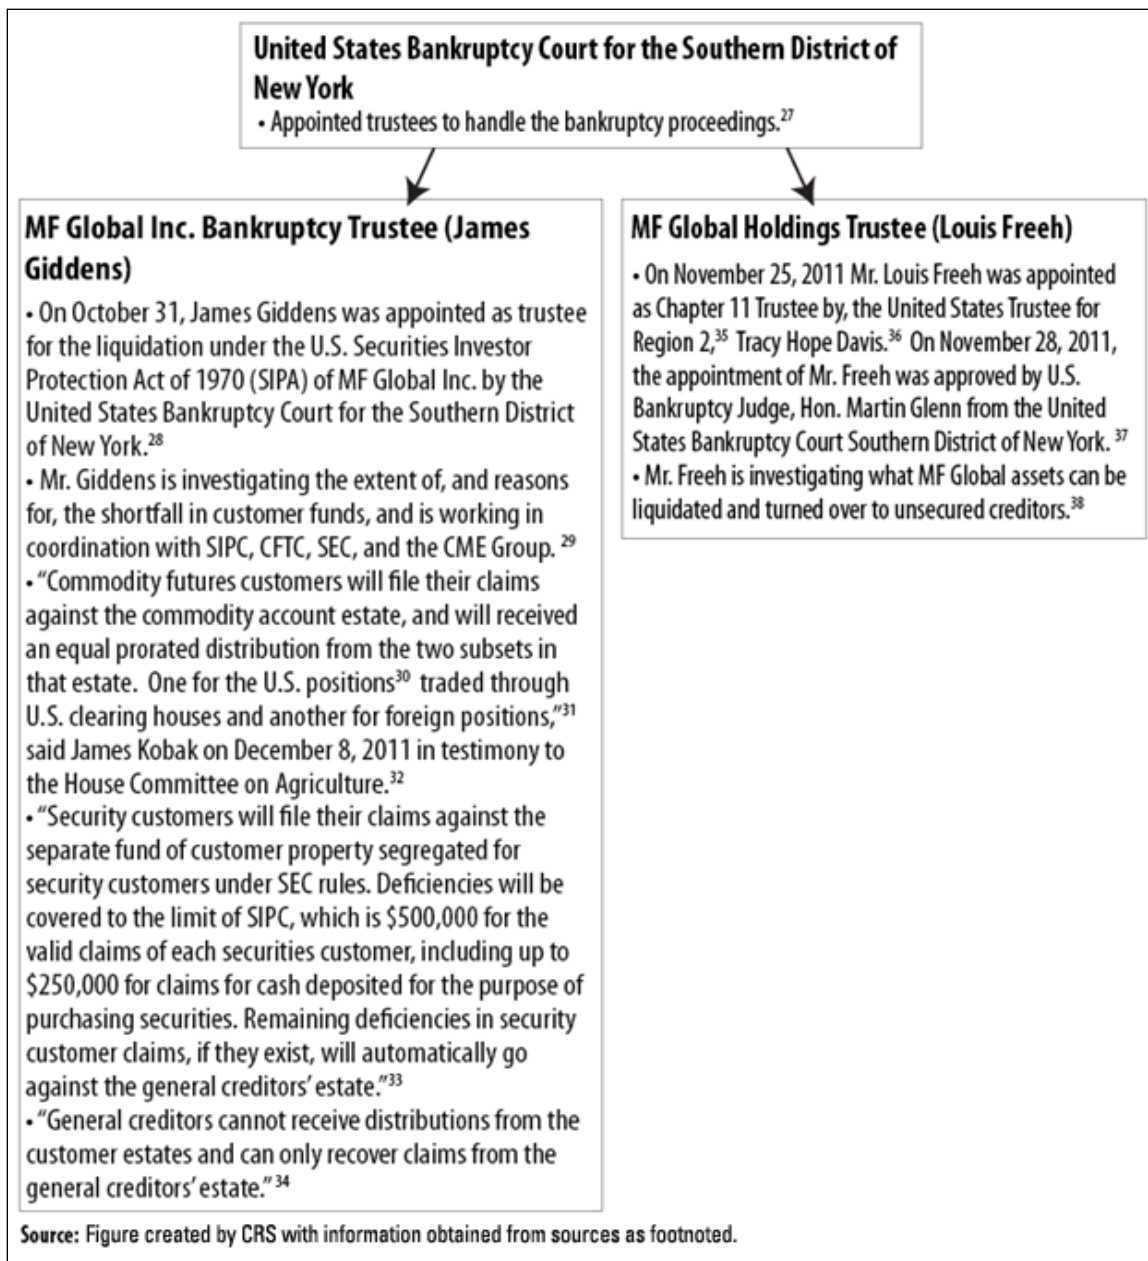 United States Bankruptcy Court for the Southern District of
New York
• Appointed trustees to handle the bankruptcy proceedings.27
MF Global Inc. Bankruptcy Trustee (James
Giddens)
• On October 31, James Giddens was appointed as trustee
for the liquidation under the U.S. Securities Investor
Protection Act of 1970 (SIPA) of MF Global Inc. by the
United States Bankruptcy Court for the Southern District
of New York.28
• Mr. Giddens is investigating the extent of, and reasons
for, the shortfall in customer funds, and is working in
coordination with SIPC, CFTC, SEC, and the CME Group. 29
• “Commodity futures customers will file their claims
against the commodity account estate, and will received
an equal prorated distribution from the two subsets in
that estate. One for the U.S. positions30 traded through
U.S. clearing houses and another for foreign positions,”31
said James Kobak on December 8, 2011 in testimony to
the House Committee on Agriculture.32
• “Security customers will file their claims against the
separate fund of customer property segregated for
security customers under SEC rules. Deficiencies will be
covered to the limit of SIPC, which is $500,000 for the
valid claims of each securities customer, including up to
$250,000 for claims for cash deposited for the purpose of
purchasing securities. Remaining deficiencies in security
customer claims, if they exist, will automatically go
against the general creditors’ estate.”33
• “General creditors cannot receive distributions from the
customer estates and can only recover claims from the
general creditors’ estate.” 34
MF Global Holdings Trustee (Louis Freeh)
• On November 25, 2011 Mr. Louis Freeh was appointed
as Chapter 11 Trustee by, the United States Trustee for
Region 2,35 Tracy Hope Davis.36 On November 28, 2011,
the appointment of Mr. Freeh was approved by U.S.
Bankruptcy Judge, Hon. Martin Glenn from the United
States Bankruptcy Court Southern District of New York. 37
• Mr. Freeh is investigating what MF Global assets can be
liquidated and turned over to unsecured creditors.38
Source: Figure created by CRS with information obtained from sources as footnoted.